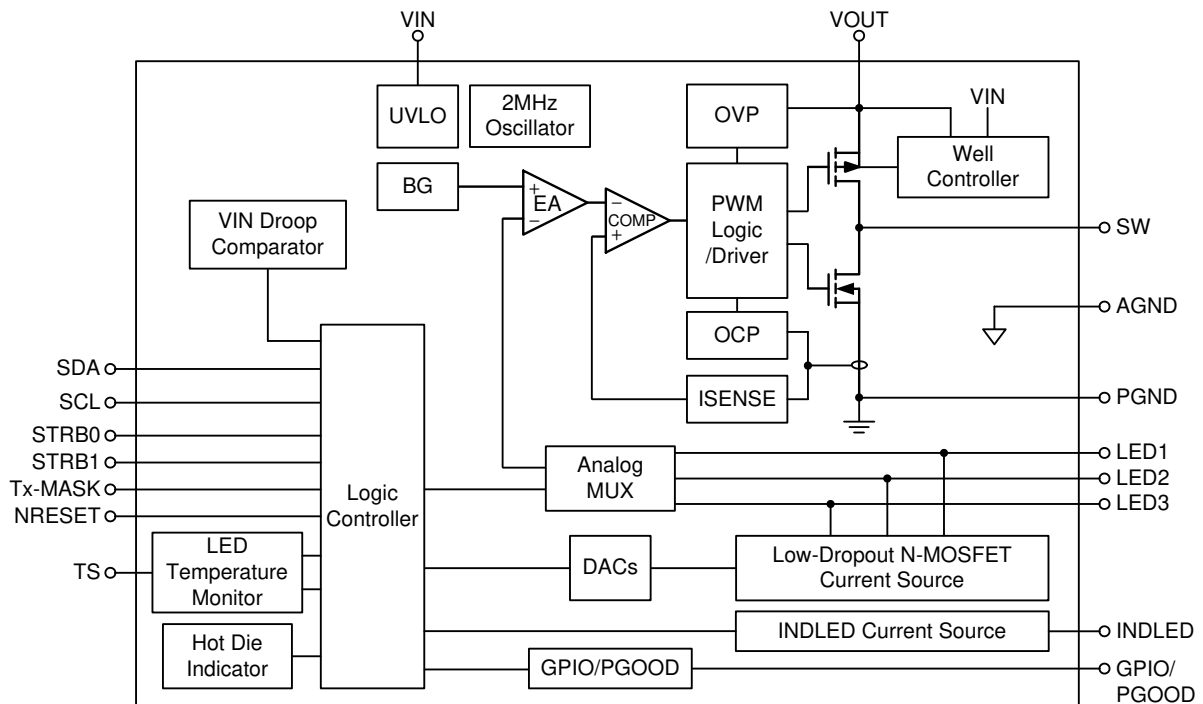 VIN
VOUT
UVLO
2MHz
Oscillator
OVP
VIN
Well
Controller
BG
+
EA
−
−
COMP
+
PWM
Logic
/Driver
VIN Droop
Comparator
SW
AGND
OCP
ISENSE
PGND
SDA
SCL
STRB0
STRB1
Tx-MASK
NRESET
TS
Logic
Controller
Analog
MUX
LED1
LED2
LED3
LED
Temperature
Monitor
DACs
Low-Dropout N-MOSFET
Current Source
Hot Die
Indicator
INDLED Current Source
INDLED
GPIO/PGOOD
GPIO/
PGOOD